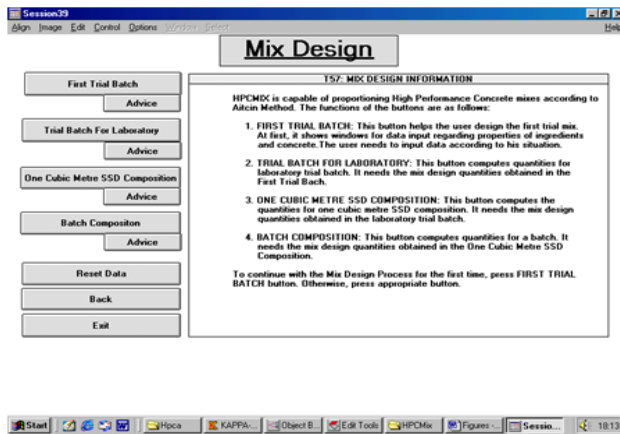 Session39
Align Image Edit Control Options Window Select Help
Mix Design
First Trial Batch
Advice
Trial Batch For Laboratory
Advice
One Cubic Metre SSD Composition
Advice
Batch Compositon
Advice
Reset Data
Back
Exit
TS7: MIX DESIGN INFORMATION
HPCMIX is capable of proportioning High Performance Concrete mixes according to
Aitcin Method. The functions of the buttons are as follows:
1. FIRST TRIAL BATCH: This button helps the user design the first trial mix.
At first, it shows windows for data input regarding properties of ingredients
and concrete.The user needs to input data according to his situation.
2. TRIAL BATCH FOR LABORATORY: This button computes quantities for
laboratory trial batch. It needs the mix design quantities obtained in the
First Trial Bach.
3. ONE CUBIC METRE SSD COMPOSITION: This button computes the
quantities for one cubic metre SSD composition. It needs the mix design
quantities obtained in the laboratory trial batch.
4. BATCH COMPOSITION: This button computes quantities for a batch. It
needs the mix design quantities obtained in the One Cubic Metre SSD
Composition.
To continue with the Mix Design Process for the first time, press FIRST TRIAL
BATCH button. Otherwise, press appropriate button.
Start Hpca KAPPA-... Object B... Edit Tools HPCMix Figures -... Sessio... 18:13